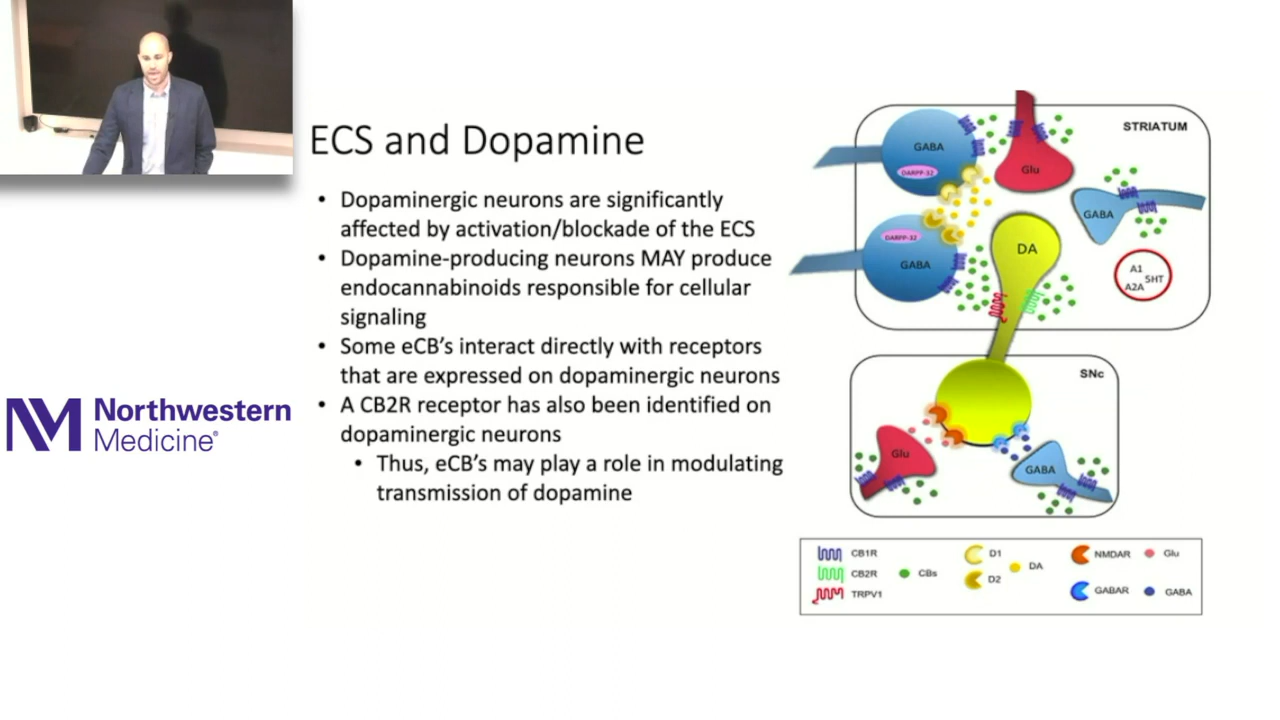 ECS and Dopamine
• Dopaminergic neurons are significantly
affected by activation/blockade of the ECS
• Dopamine-producing neurons MAY produce
endocannabinoids responsible for cellular
signaling
• Some eCB’s interact directly with receptors
that are expressed on dopaminergic neurons
• A CB2R receptor has also been identified on
dopaminergic neurons
• Thus, eCB’s may play a role in modulating
transmission of dopamine
Northwestern
Medicine®
STRIATUM
GABA
DARPP-32
Glu
GABA
DARPP-32
GABA
DA
A1
5HT
A2A
SNc
Glu
GABA
CB1R
CB2R
TRPV1
CBs
D1
D2
DA
NMDAR
GABAR
Glu
GABA